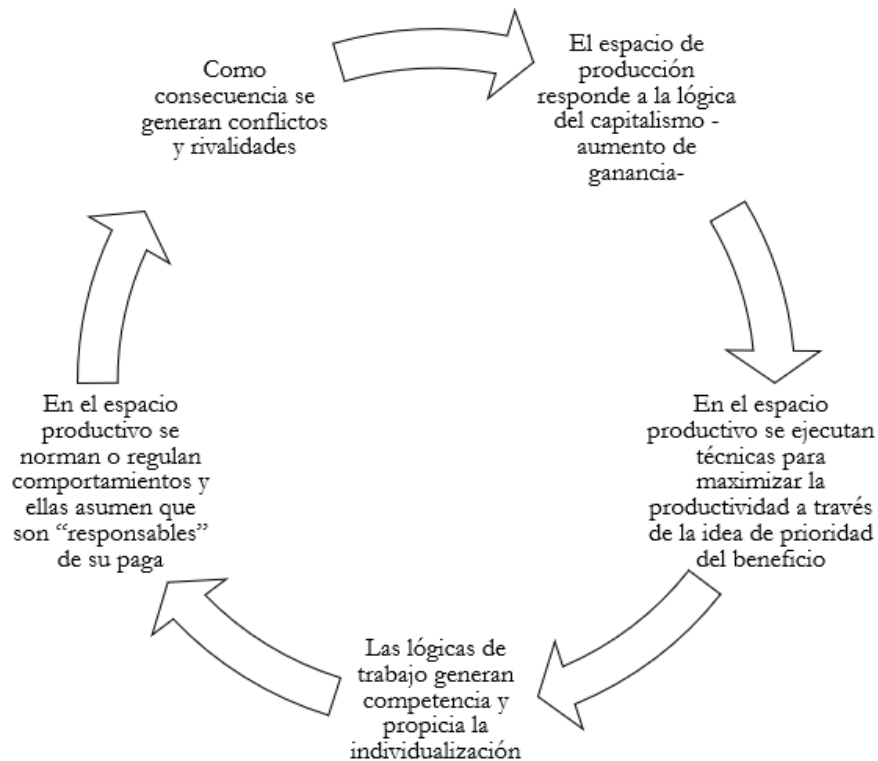 Como
consecuencia se
generan conflictos
y rivalidades
El espacio de
producción
responde a la lógica
del capitalismo -
aumento de
ganancia-
En el espacio
productivo se ejecutan
técnicas para
maximizar la
productividad a través
de la idea de prioridad
del beneficio
Las lógicas de
trabajo generan
competencia y
propicia la
individualización
En el espacio
productivo se
norman o regulan
comportamientos y
ellas asumen que
son “responsables”
de su paga